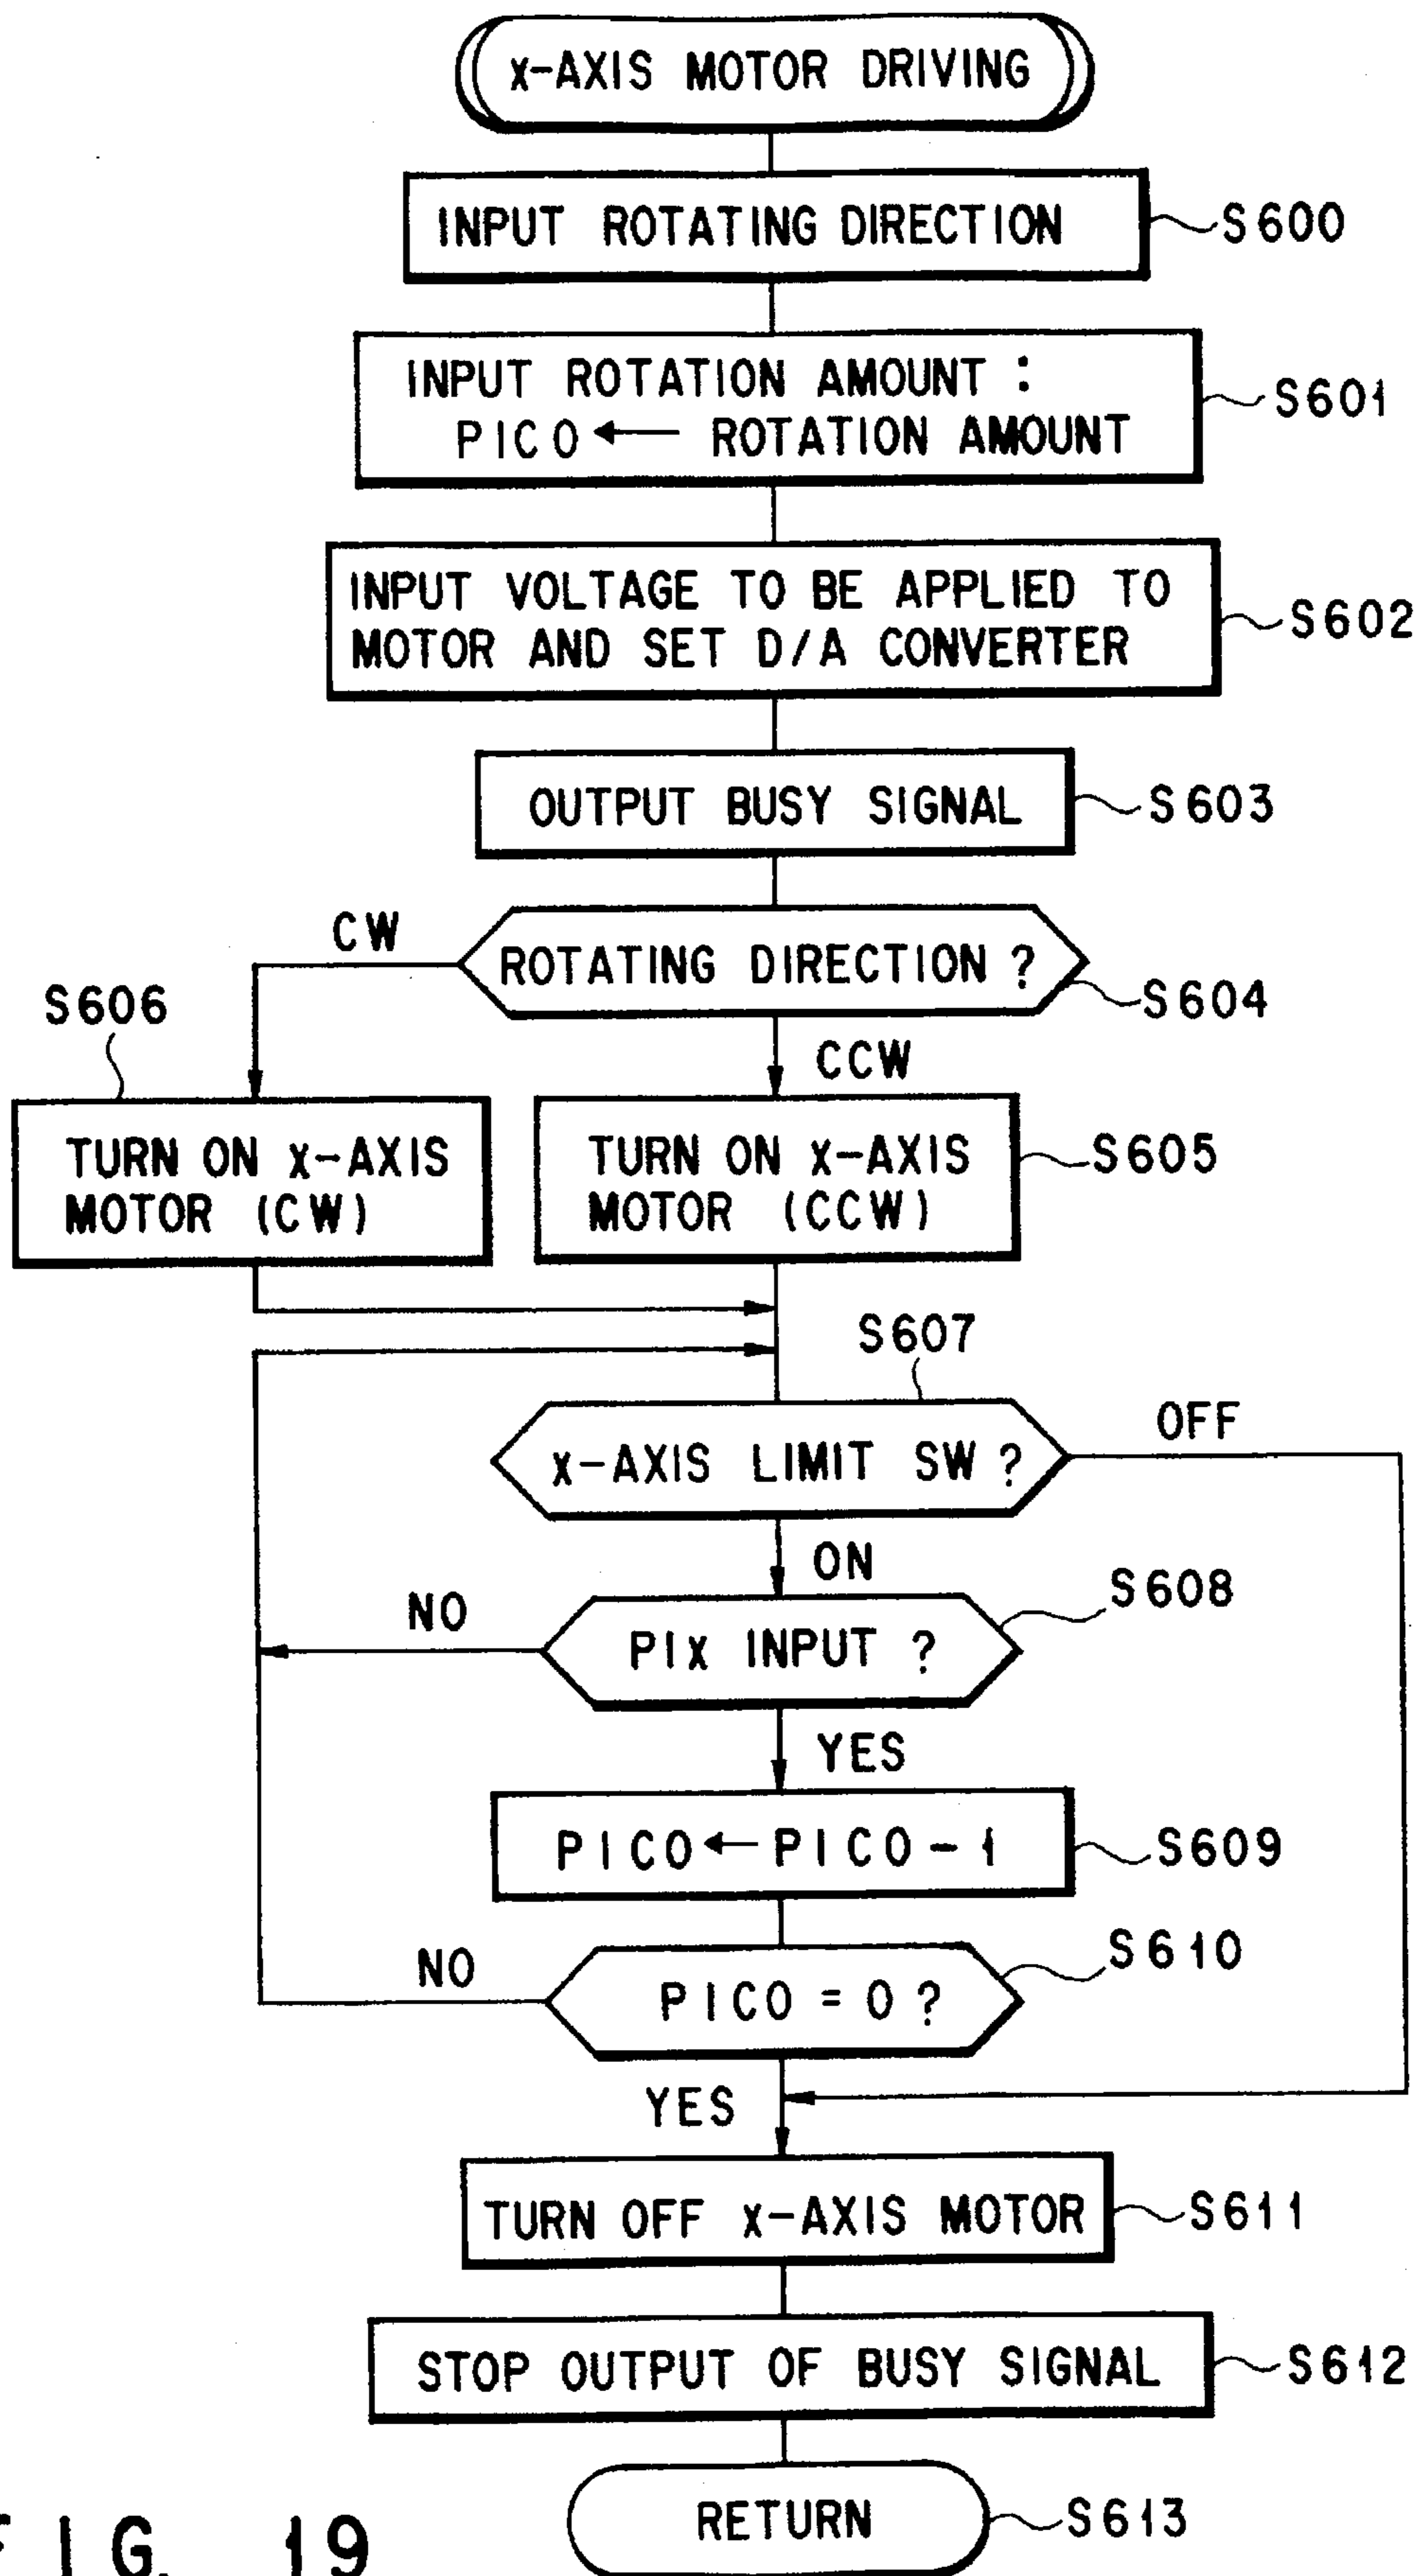 x-AXIS MOTOR DRIVING
INPUT ROTATING DIRECTION
S600
INPUT ROTATION AMOUNT :
PICO ← ROTATION AMOUNT
S601
INPUT VOLTAGE TO BE APPLIED TO
MOTOR AND SET D/A CONVERTER
S602
OUTPUT BUSY SIGNAL
S603
CW
ROTATING DIRECTION ?
S604
S606
CCW
TURN ON x-AXIS
MOTOR (CW)
TURN ON x-AXIS
MOTOR (CCW)
S605
S607
x-AXIS LIMIT SW ?
OFF
ON
NO
PIx INPUT ?
S608
YES
PICO ← PICO - 1
S609
NO
PICO = 0 ?
S610
YES
TURN OFF x-AXIS MOTOR
S611
STOP OUTPUT OF BUSY SIGNAL
S612
RETURN
S613
FIG. 19